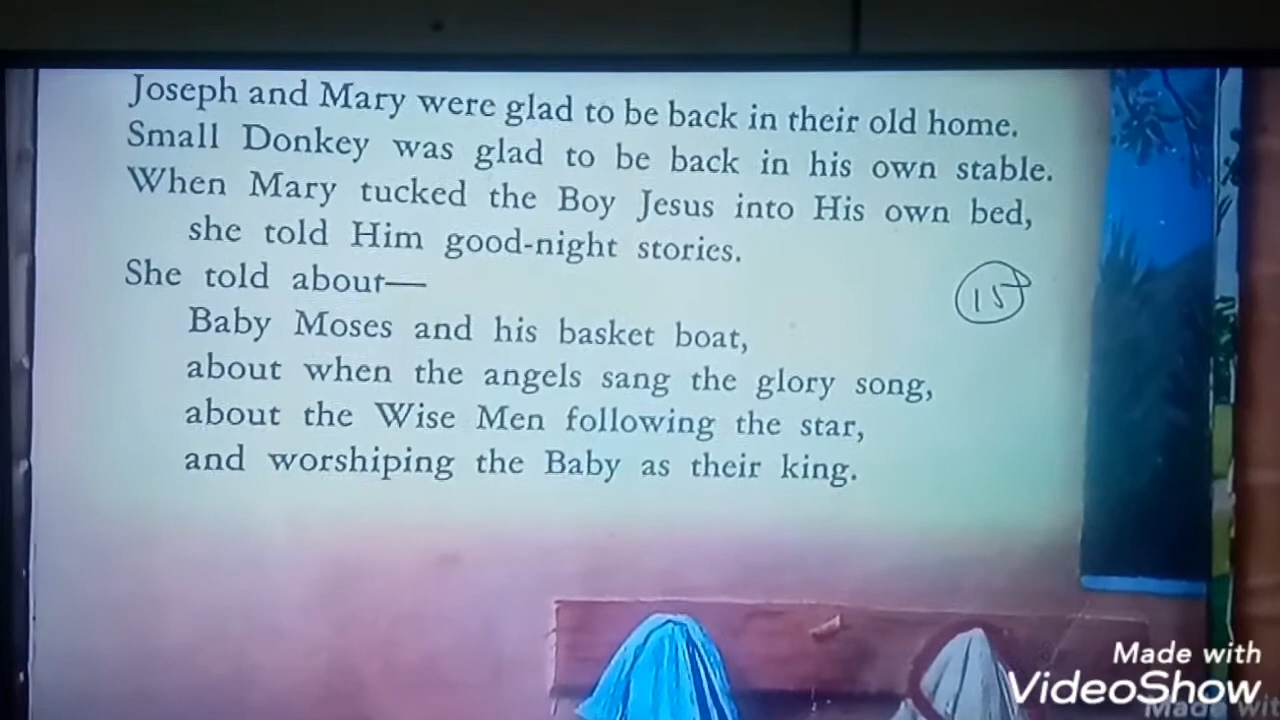 Joseph and Mary were glad to be back in their old home.
Small Donkey was glad to be back in his own stable.
When Mary tucked the Boy Jesus into His own bed,
she told Him good-night stories.
She told about—
Baby Moses and his basket boat,
about when the angels sang the glory song,
about the Wise Men following the star,
and worshiping the Baby as their king.
15
Made with
VideoShow
Made wit